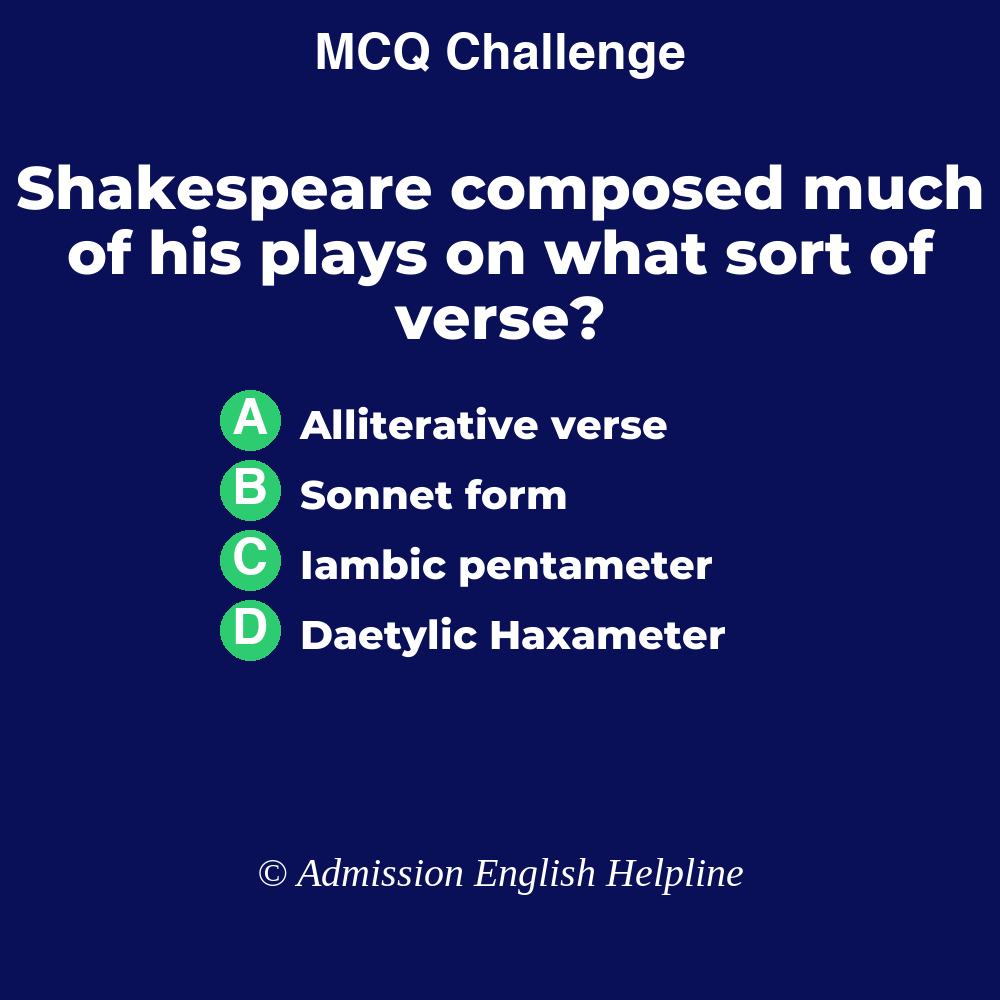 MCQ Challenge
Shakespeare composed much
of his plays on what sort of
verse?
A Alliterative verse
B Sonnet form
C Iambic pentameter
D Daetylic Haxameter
© Admission English Helpline